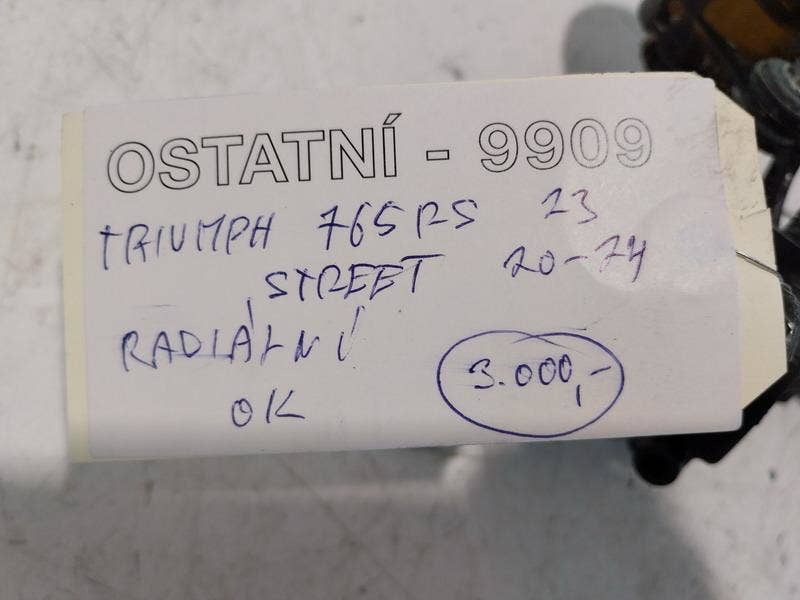 OSTATNÍ - 9909
TRIUMPH 765RS 23
STREET 20-24
RADIÁLNÍ
OK 3.000,-